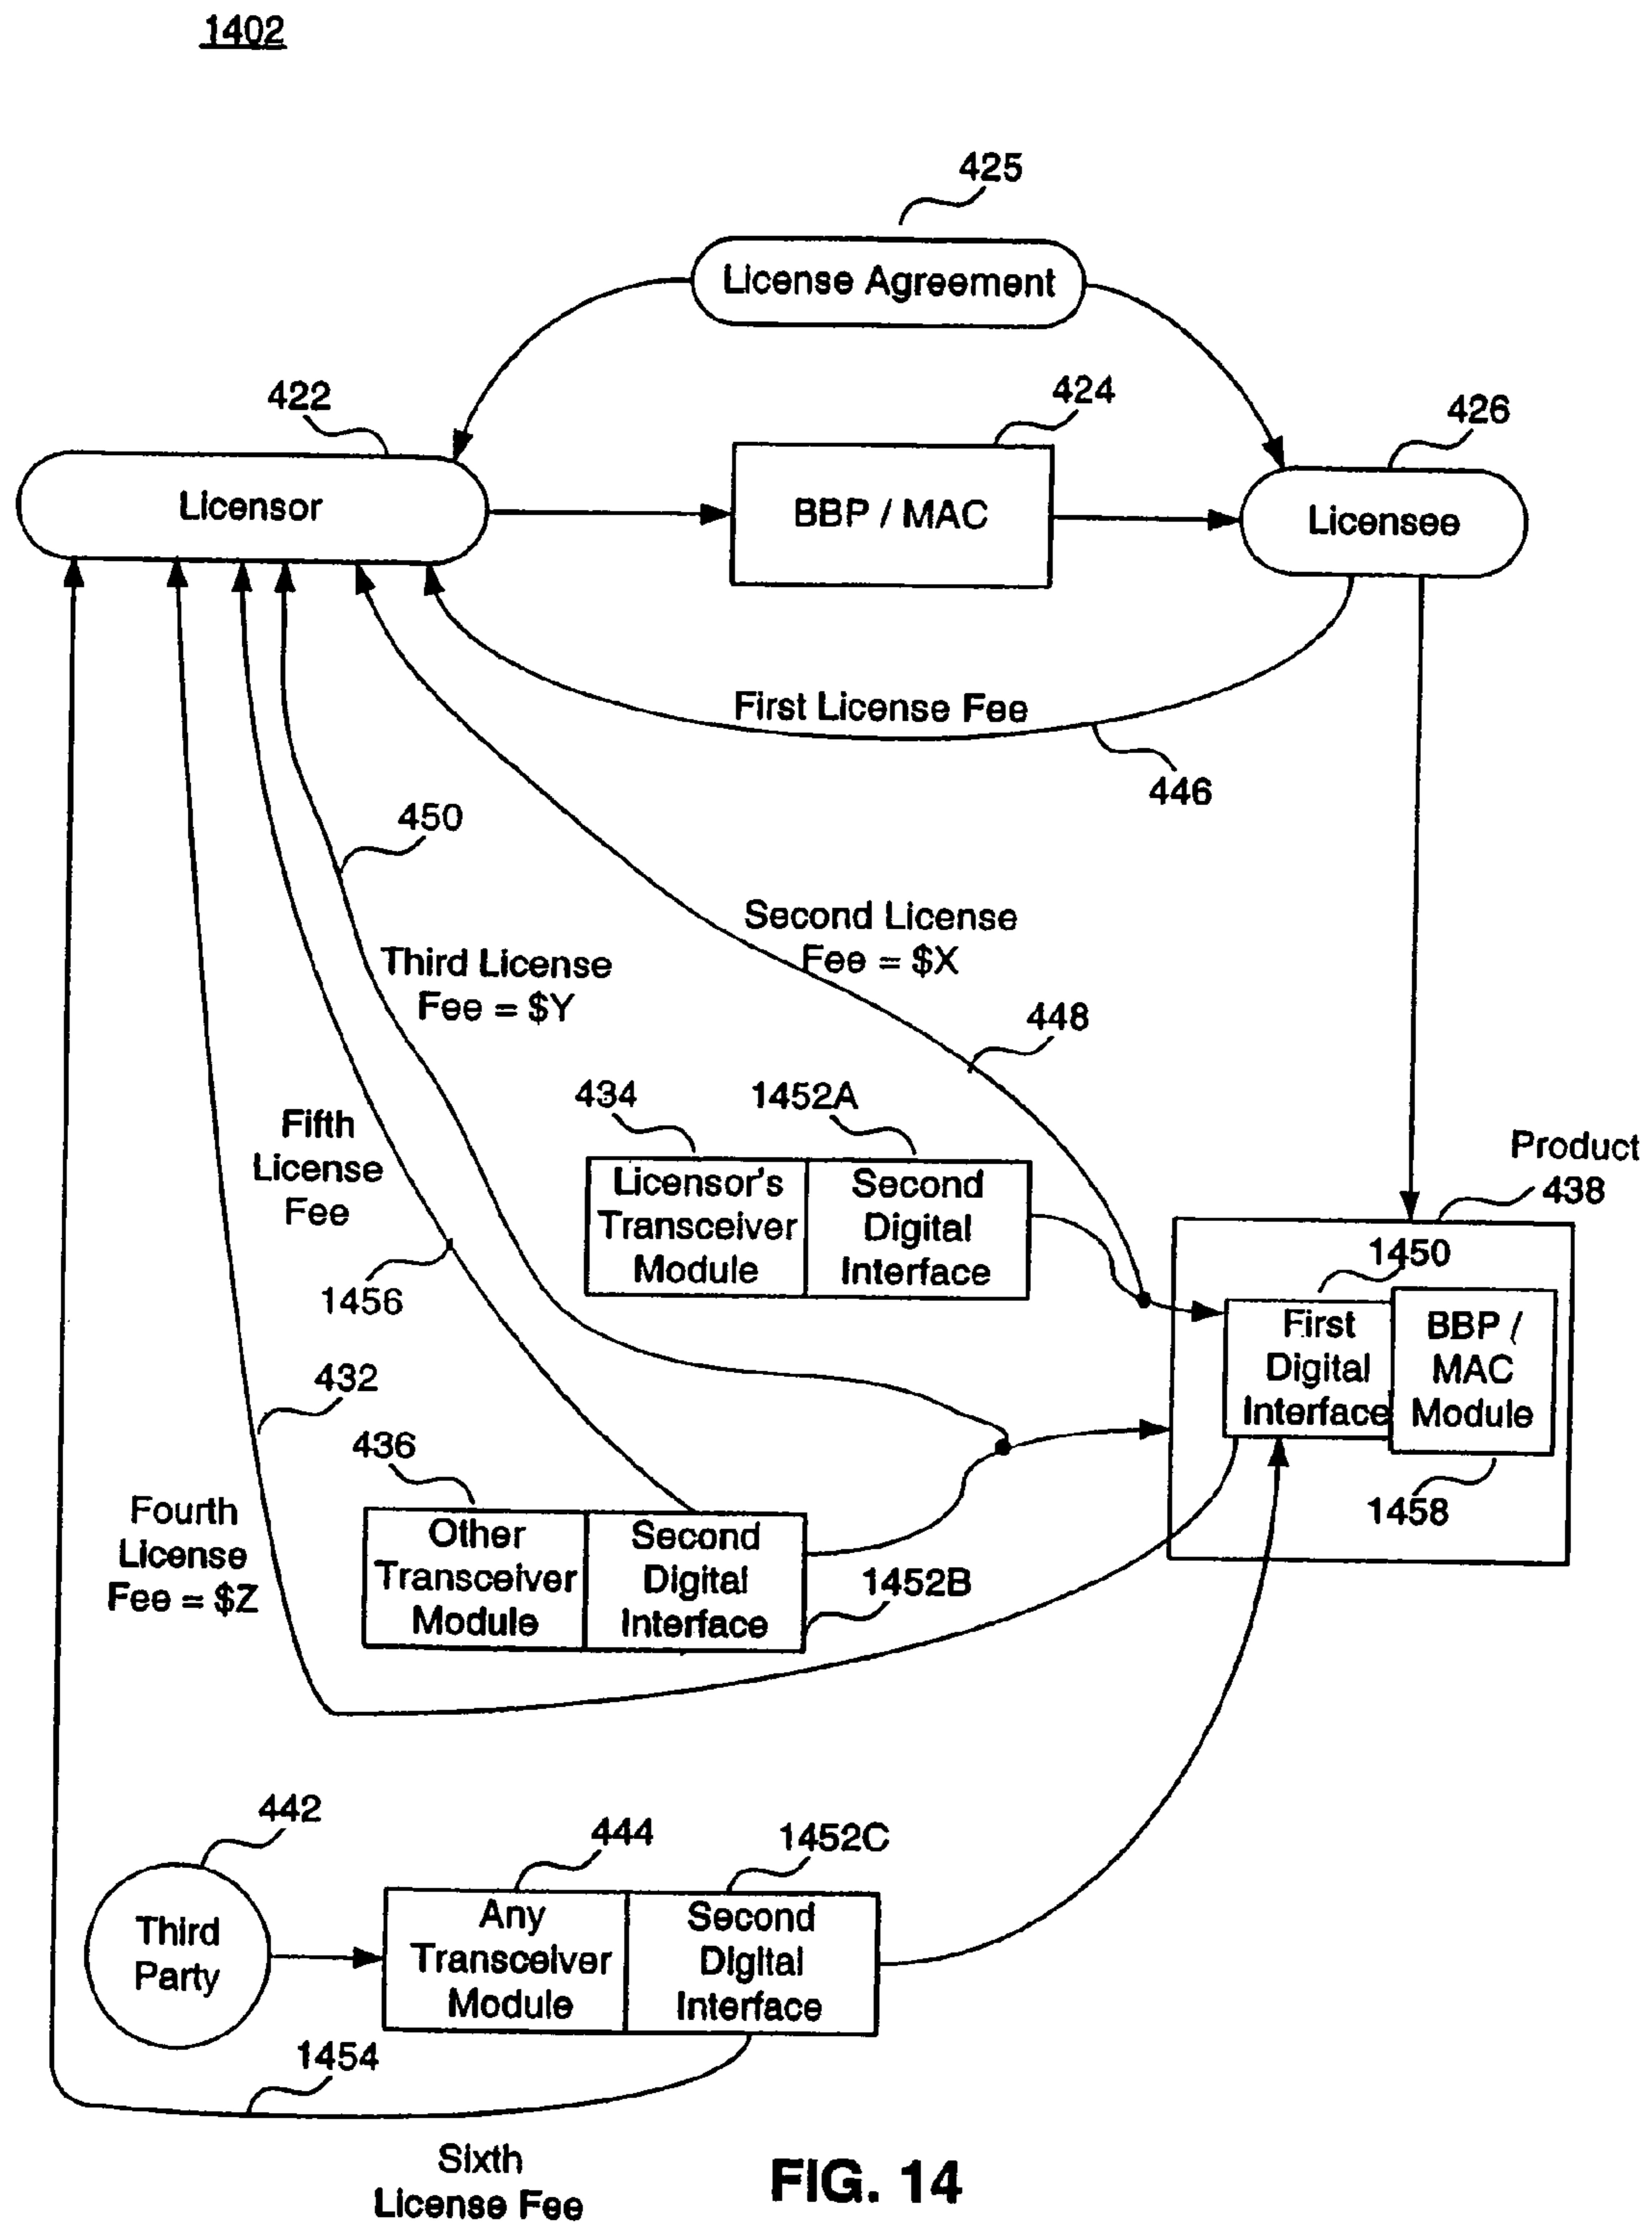 1402
425
License Agreement
422
424
426
Licensor
BBP / MAC
Licensee
First License Fee
446
450
Second License
Fee = $X
Third License
Fee = $Y
448
434
1452A
Fifth
License
Fee
Licensor's
Transceiver
Module
Second
Digital
Interface
Product
438
1450
First
Digital
Interface
BBP /
MAC
Module
1456
432
436
1458
Fourth
License
Fee = $Z
Other
Transceiver
Module
Second
Digital
Interface
1452B
442
444
1452C
Third
Party
Any
Transceiver
Module
Second
Digital
Interface
1454
Sixth
License Fee
FIG. 14